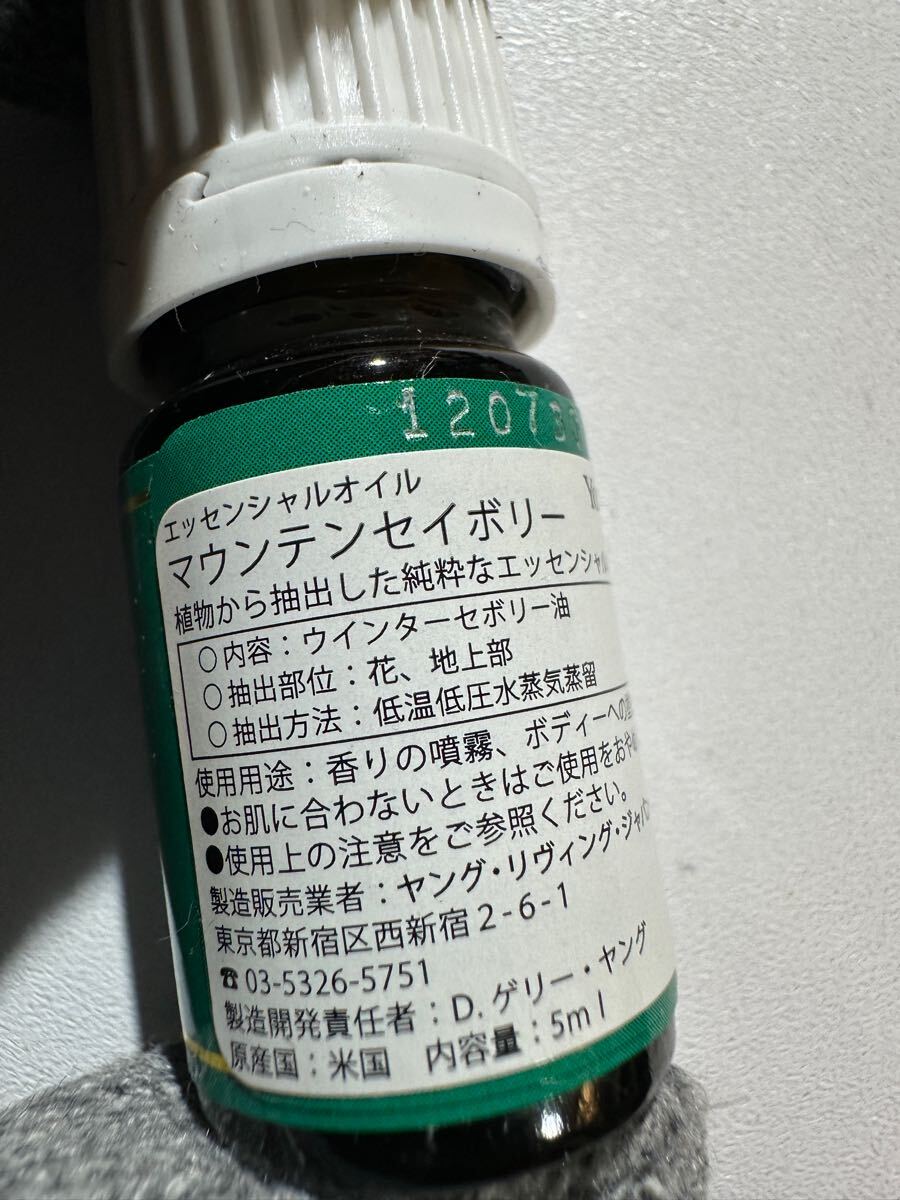 1207
エッセンシャルオイル
マウンテンセイボリー
植物から抽出した純粋なエッセンシャル
○内容：ウインターセボリー油
○抽出部位：花、地上部
○抽出方法：低温低圧水蒸気蒸留
使用用途：香りの噴霧、ボディーへの
●お肌に合わないときはご使用をおや
●使用上の注意をご参照ください。
製造販売業者：ヤング・リヴィング・ジャパ
東京都新宿区西新宿2-6-1
☎03-5326-5751
製造開発責任者：D.ゲリー・ヤング
原産国：米国 内容量：5ml